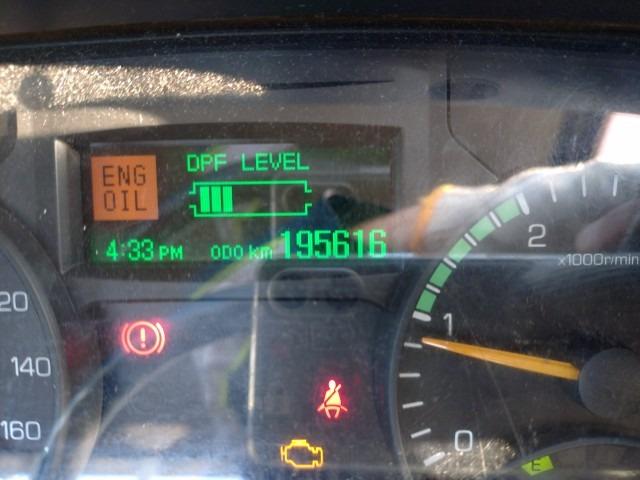 DPF LEVEL
ENG
OIL
4:33 PM ODO km 195616
20
140
160
2
x1000r/min
1
0
E